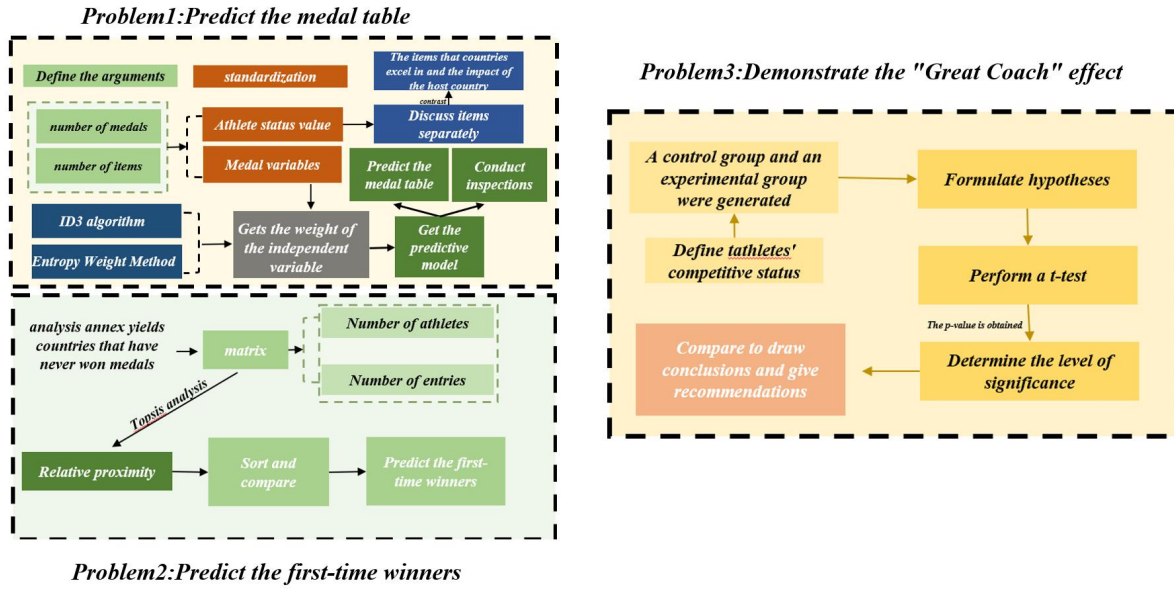 Problem1:Predict the medal table
Define the arguments
standardization
The items that countries
excel in and the impact of
the host country
contrast
number of medals
number of items
Athlete status value
Medal variables
Discuss items
separately
Predict the
medal table
Conduct
inspections
ID3 algorithm
Entropy Weight Method
Gets the weight of
the independent
variable
Get the
predictive
model
analysis annex yields
countries that have
never won medals
matrix
Number of athletes
Number of entries
Topsis analysis
Relative proximity
Sort and
compare
Predict the first-
time winners
Problem2:Predict the first-time winners
Problem3:Demonstrate the "Great Coach" effect
A control group and an
experimental group
were generated
Formulate hypotheses
Define tathletes'
competitive status
Perform a t-test
The p-value is obtained
Compare to draw
conclusions and give
recommendations
Determine the level of
significance